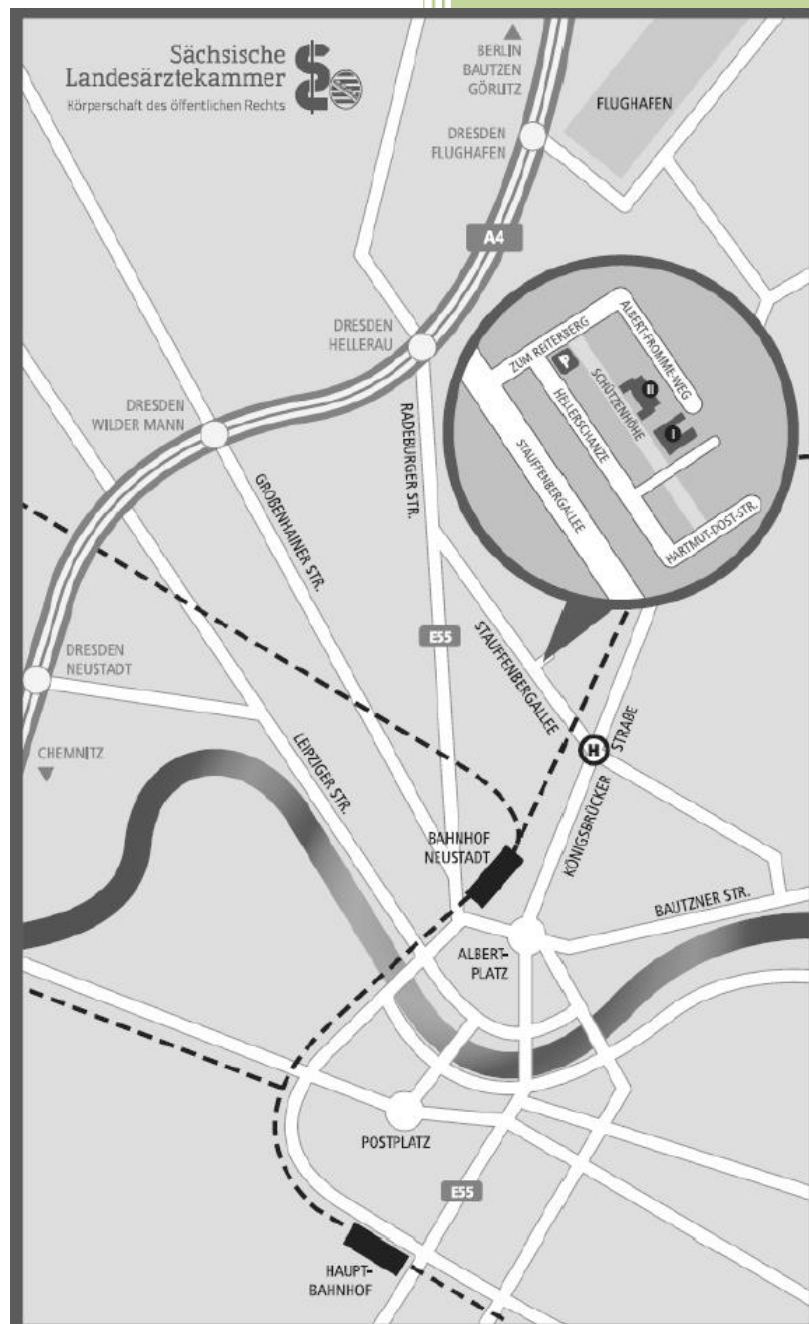 Sächsische
Landesärztekammer
Körperschaft des öffentlichen Rechts
BERLIN
BAUTZEN
GÖRLITZ
FLUGHAFEN
DRESDEN
FLUGHAFEN
A4
DRESDEN
HELLERAU
DRESDEN
WILDER MANN
ZUM REITERBERG
ALBERT-FROMME-WEG
P
SCHÜTZENHÖHE
II
I
HELLERSCHANZE
STAUFFENBERGALLEE
HARTMUT-DOST-STR.
RADEBURGER STR.
GROßENHAINER STR.
E55
STAUFFENBERGALLEE
DRESDEN
NEUSTADT
CHEMNITZ
LEIPZIGER STR.
H
KÖNIGSBRÜCKER
STRAßE
BAHNHOF
NEUSTADT
BAUTZNER STR.
ALBERT-
PLATZ
POSTPLATZ
E55
HAUPT-
BAHNHOF